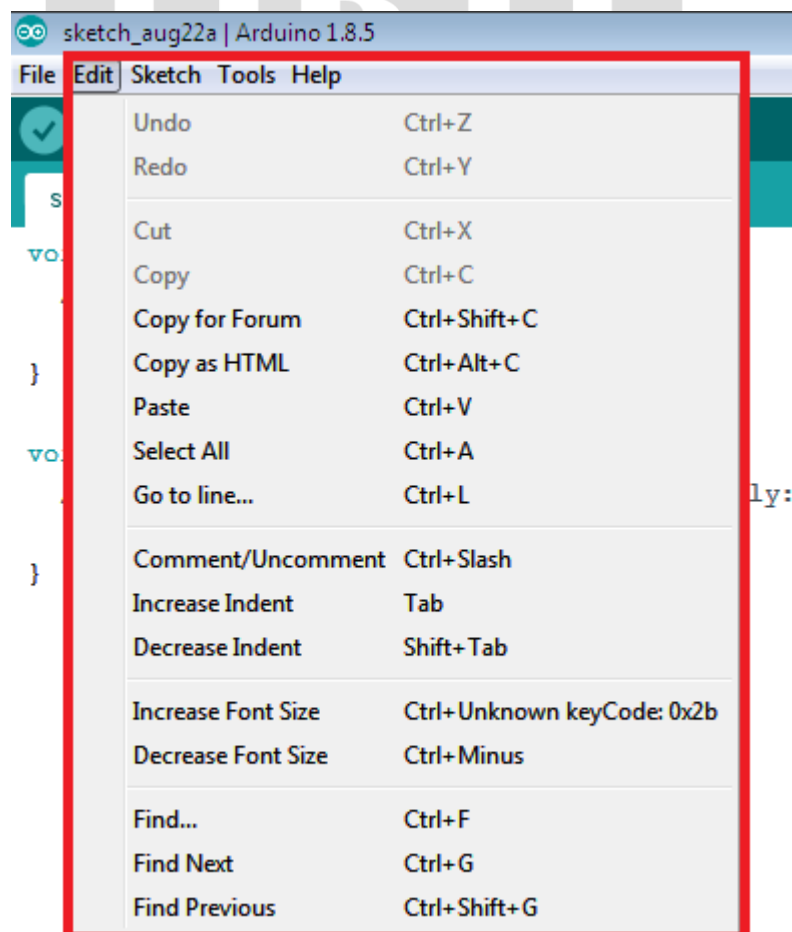 sketch_aug22a | Arduino 1.8.5
File Edit Sketch Tools Help
Undo Ctrl+Z
Redo Ctrl+Y
s
Cut Ctrl+X
vo
Copy Ctrl+C
Copy for Forum Ctrl+Shift+C
} Copy as HTML Ctrl+Alt+C
Paste Ctrl+V
vo Select All Ctrl+A
Go to line... Ctrl+L ly:
Comment/Uncomment Ctrl+Slash
}
Increase Indent Tab
Decrease Indent Shift+Tab
Increase Font Size Ctrl+Unknown keyCode: 0x2b
Decrease Font Size Ctrl+Minus
Find... Ctrl+F
Find Next Ctrl+G
Find Previous Ctrl+Shift+G